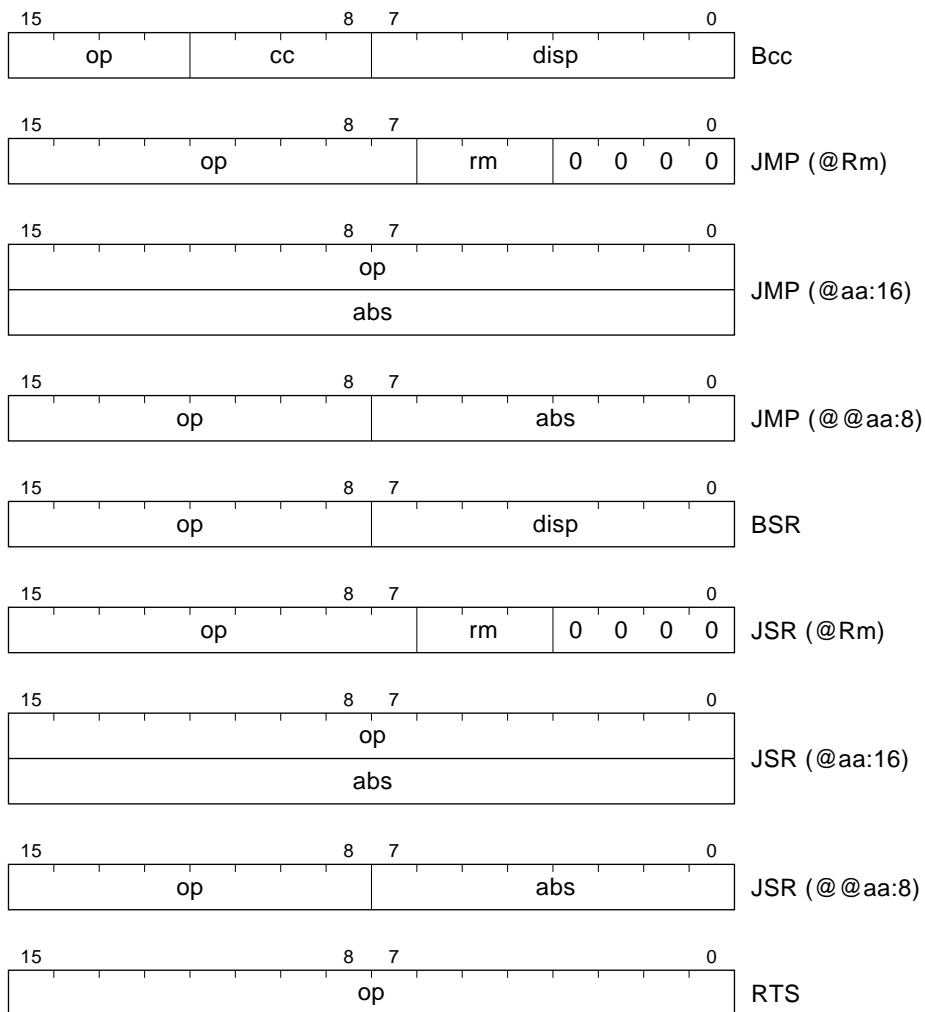 15 8 7 0
op cc disp Bcc
15 8 7 0
op rm 0 0 0 0 JMP (@Rm)
15 8 7 0
op
JMP (@aa:16)
abs
15 8 7 0
op abs JMP (@@aa:8)
15 8 7 0
op disp BSR
15 8 7 0
op rm 0 0 0 0 JSR (@Rm)
15 8 7 0
op
JSR (@aa:16)
abs
15 8 7 0
op abs JSR (@@aa:8)
15 8 7 0
op RTS